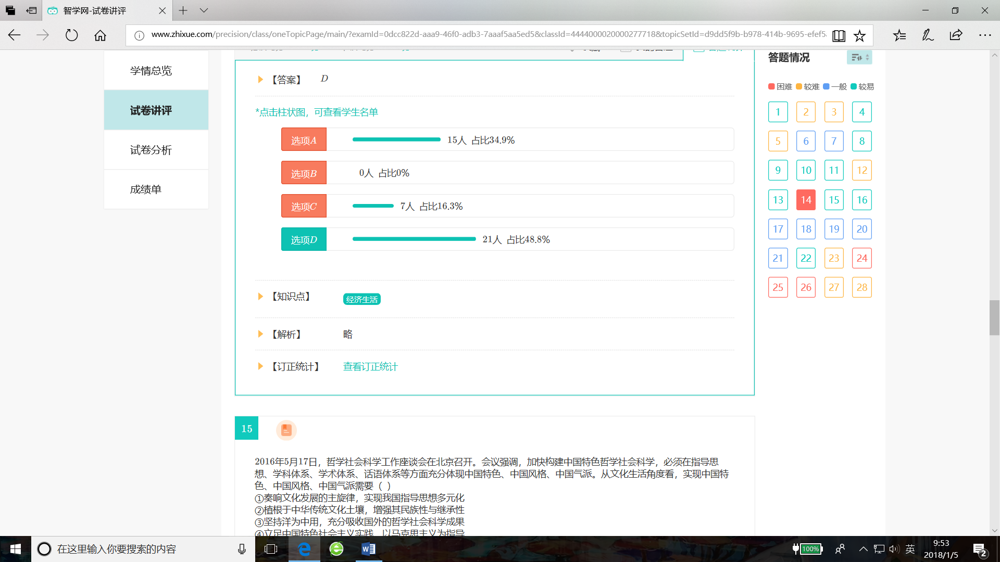 智学网-试卷讲评
www.zhixue.com/precision/class/oneTopicPage/main/?examId=0dcc822d-aaa9-46f0-adb3-7aaaf5aa5ed5&classId=4444000020000277718&topicSetId=d9dd5f9b-b978-414b-9695-efef5
学情总览
试卷讲评
试卷分析
成绩单
【答案】 D
*点击柱状图，可查看学生名单
选项A 15人 占比34.9%
选项B 0人 占比0%
选项C 7人 占比16.3%
选项D 21人 占比48.8%
【知识点】 经济生活
【解析】 略
【订正统计】 查看订正统计
15
2016年5月17日，哲学社会科学工作座谈会在北京召开。会议强调，加快构建中国特色哲学社会科学，必须在指导思
想、学科体系、学术体系、话语体系等方面充分体现中国特色、中国风格、中国气派。从文化生活角度看，实现中国特
色、中国风格、中国气派需要（ ）
①奏响文化发展的主旋律，实现我国指导思想多元化
②植根于中华传统文化土壤，增强其民族性与继承性
③坚持洋为中用，充分吸收国外的哲学社会科学成果
④立足中国特色社会主义实践，以马克思主义为指导
答题情况
困难 较难 一般 较易
1 2 3 4
5 6 7 8
9 10 11 12
13 14 15 16
17 18 19 20
21 22 23 24
25 26 27 28
在这里输入你要搜索的内容
100%
英
9:53
2018/1/5
2